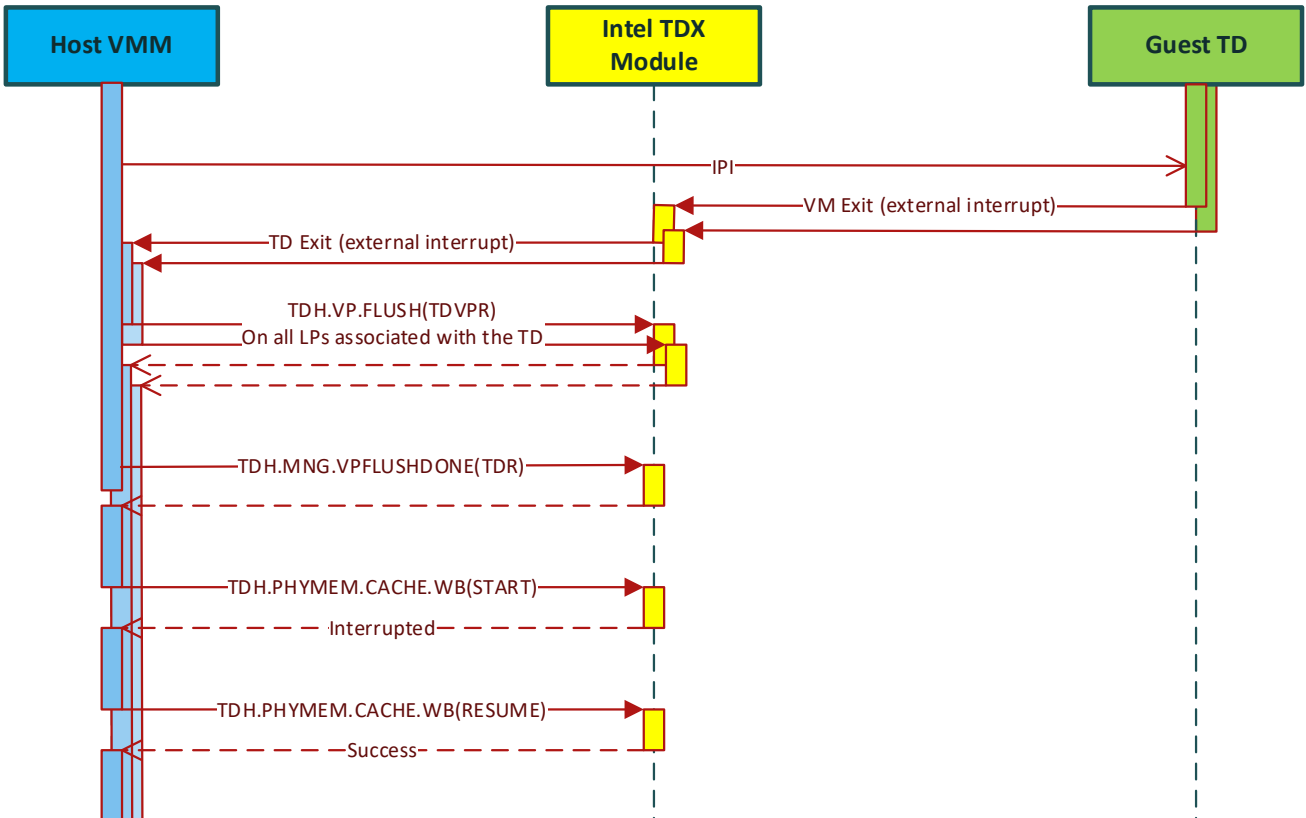 Host VMM
Intel TDX
Module
Guest TD
IPI
VM Exit (external interrupt)
TD Exit (external interrupt)
TDH.VP.FLUSH(TDVPR)
On all LPs associated with the TD
TDH.MNG.VPFLUSHDONE(TDR)
TDH.PHYMEM.CACHE.WB(START)
Interrupted
TDH.PHYMEM.CACHE.WB(RESUME)
Success